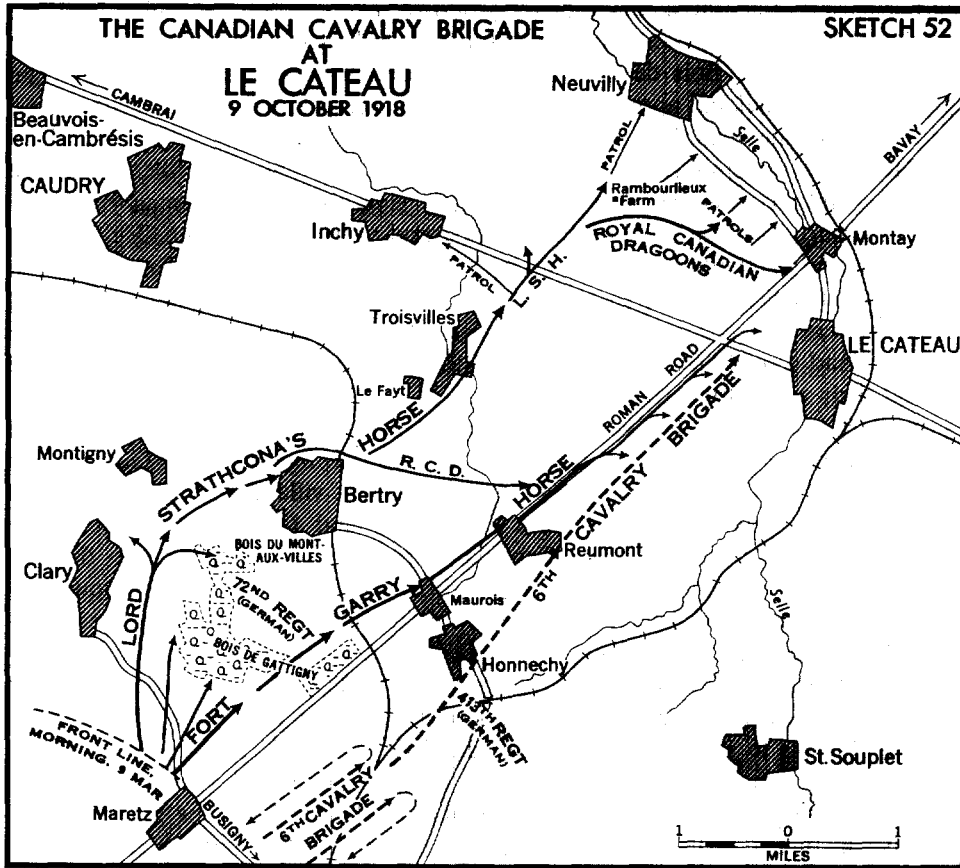 THE CANADIAN CAVALRY BRIGADE
AT
LE CATEAU
9 OCTOBER 1918
SKETCH 52
CAMBRAI
Beauvois-
en-Cambrésis
CAUDRY
Neuvilly
Selle
BAVAY
PATROL
Rambourlieux
Farm
PATROLS
ROYAL CANADIAN
DRAGOONS
Montay
Inchy
PATROL
L. S. H.
Troisvilles
LE CATEAU
Le Fayt
ROMAN ROAD
Montigny
LORD STRATHCONA'S HORSE
R. C. D.
Bertry
BOIS DU MONT-
AUX-VILLES
Clary
72ND REGT
(GERMAN)
FORT GARRY HORSE
Reumont
6TH CAVALRY BRIGADE
Maurois
BOIS DE GATTIGNY
Honnechy
Selle
413TH REGT
(GERMAN)
FRONT LINE,
MORNING, 9 MAR
Maretz
BUSIGNY
6TH CAVALRY
BRIGADE
St. Souplet
1 0 1
MILES